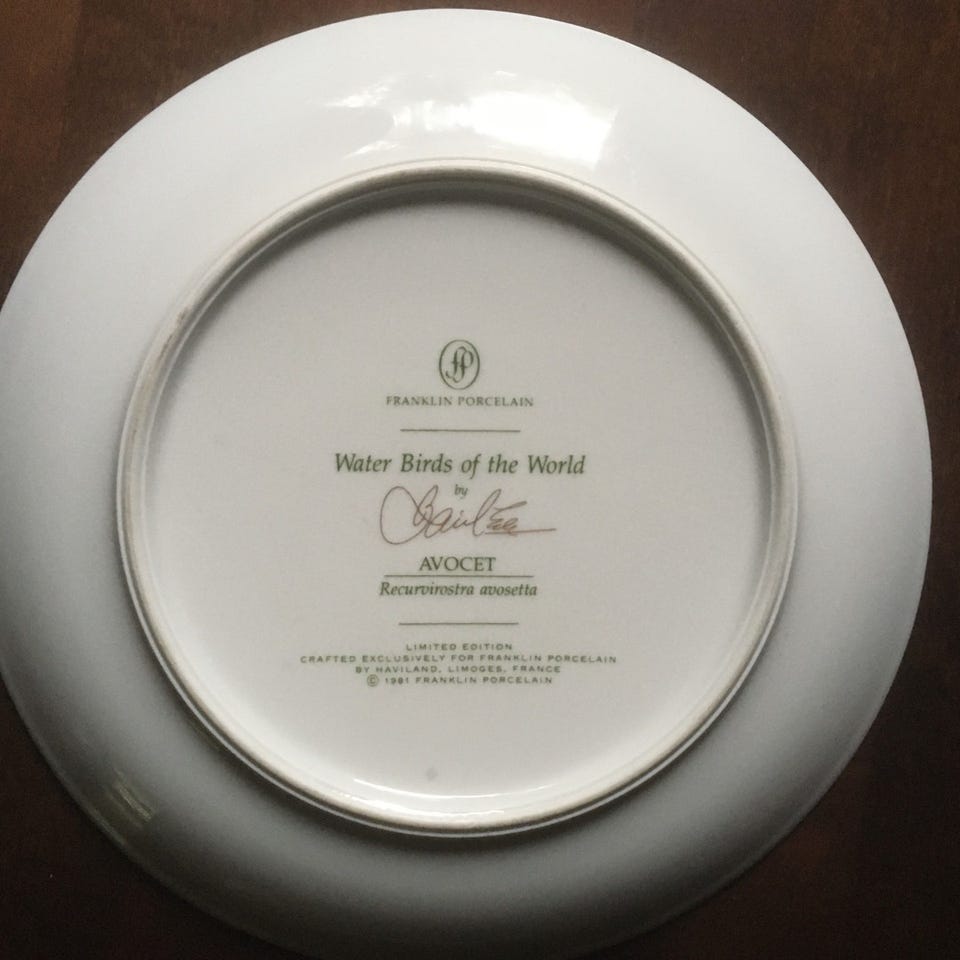 fp
FRANKLIN PORCELAIN
Water Birds of the World
by
AVOCET
Recurvirostra avosetta
LIMITED EDITION
CRAFTED EXCLUSIVELY FOR FRANKLIN PORCELAIN
BY HAVILAND, LIMOGES, FRANCE
© 1981 FRANKLIN PORCELAIN